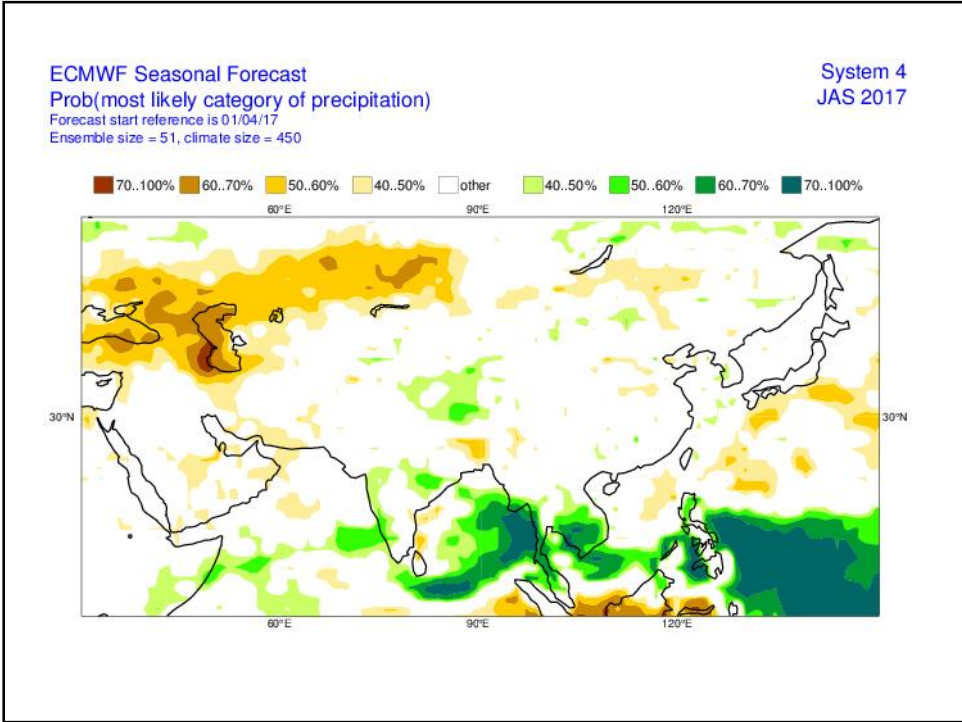 ECMWF Seasonal Forecast
System 4
Prob(most likely category of precipitation)
JAS 2017
Forecast start reference is 01/04/17
Ensemble size = 51, climate size = 450
70..100% 60..70% 50..60% 40..50% other 40..50% 50..60% 60..70% 70..100%
60°E 90°E 120°E
30°N 30°N
60°E 90°E 120°E